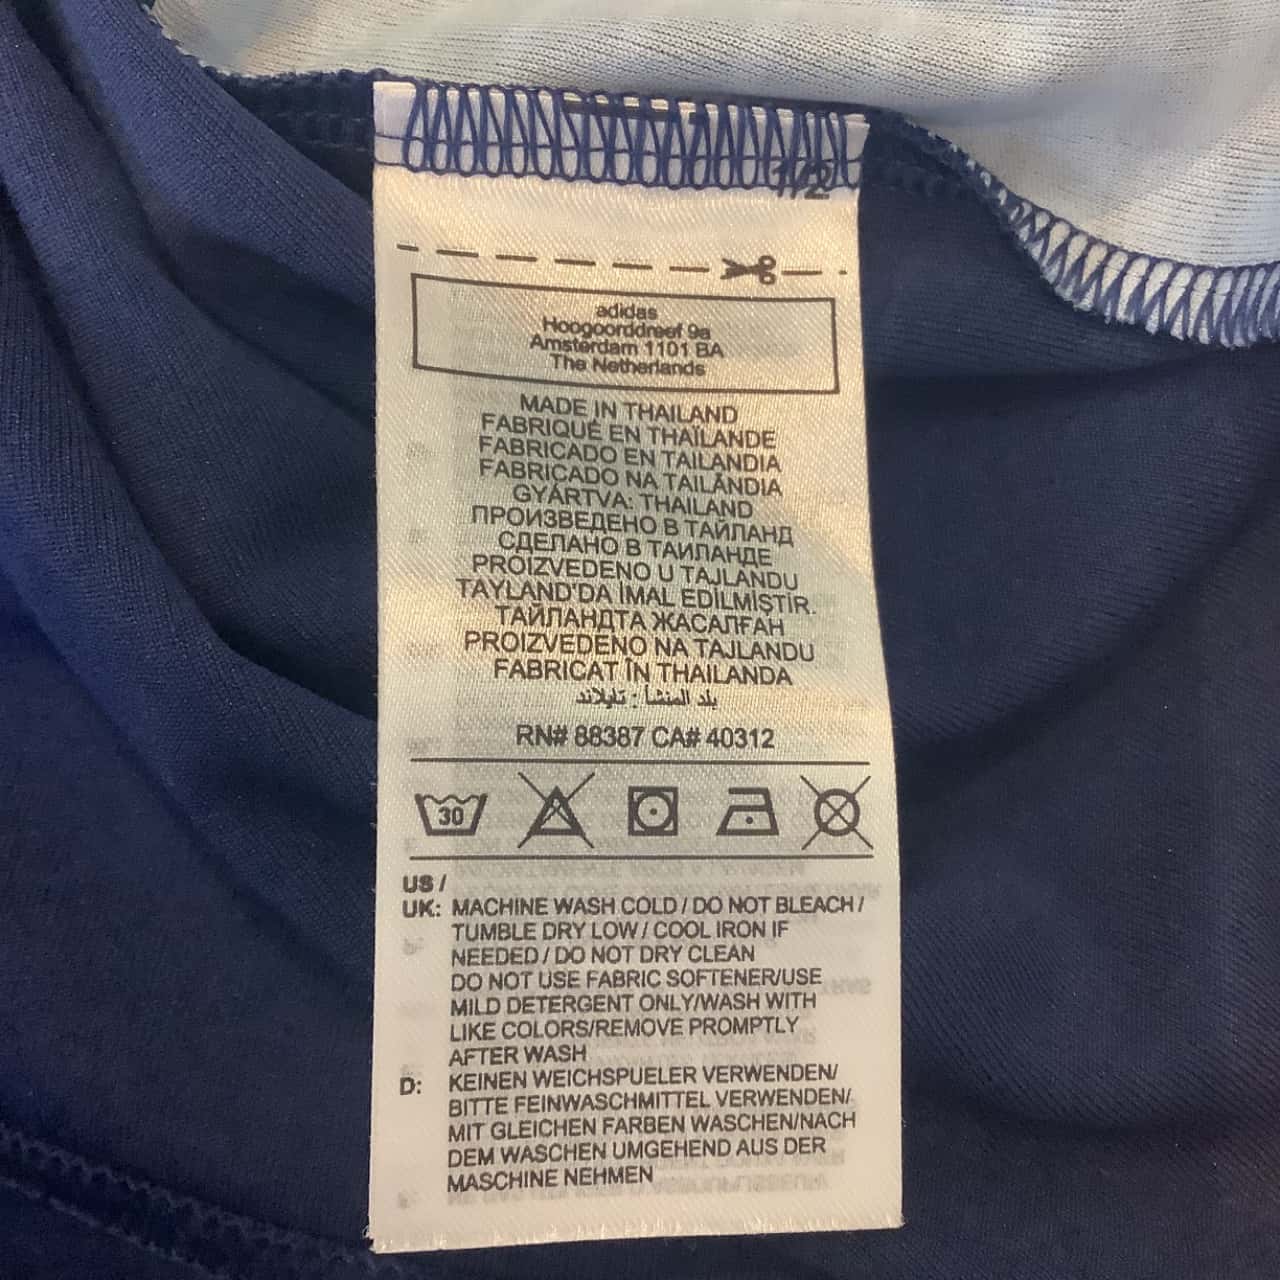 1/2
adidas
Hoogoorddreef 9a
Amsterdam 1101 BA
The Netherlands
MADE IN THAILAND
FABRIQUÉ EN THAÏLANDE
FABRICADO EN TAILANDIA
FABRICADO NA TAILÂNDIA
GYÁRTVA: THAILAND
ПРОИЗВЕДЕНО В ТАЙЛАНД
СДЕЛАНО В ТАИЛАНДЕ
PROIZVEDENO U TAJLANDU
TAYLAND'DA İMAL EDİLMİŞTİR.
ТАЙЛАНДТА ЖАСАЛҒАН
PROIZVEDENO NA TAJLANDU
FABRICAT ÎN THAILANDA
بلد المنشأ : تايلاند
RN# 88387 CA# 40312
30
US /
UK: MACHINE WASH COLD / DO NOT BLEACH /
TUMBLE DRY LOW / COOL IRON IF
NEEDED / DO NOT DRY CLEAN
DO NOT USE FABRIC SOFTENER/USE
MILD DETERGENT ONLY/WASH WITH
LIKE COLORS/REMOVE PROMPTLY
AFTER WASH
D: KEINEN WEICHSPUELER VERWENDEN/
BITTE FEINWASCHMITTEL VERWENDEN/
MIT GLEICHEN FARBEN WASCHEN/NACH
DEM WASCHEN UMGEHEND AUS DER
MASCHINE NEHMEN